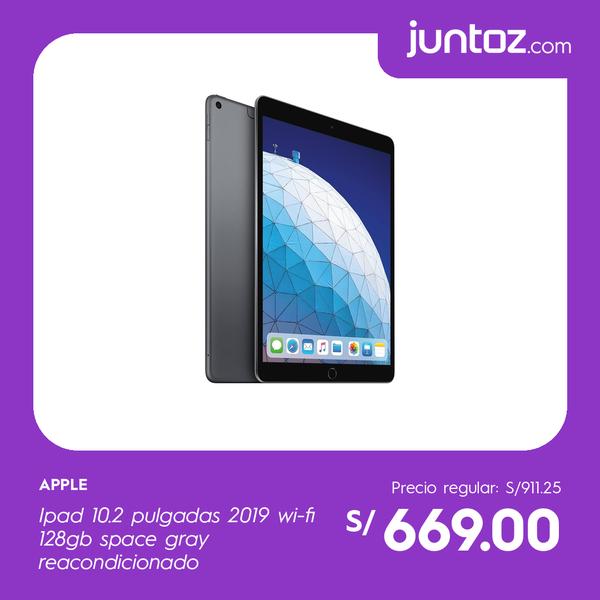 juntoz.com
APPLE
Ipad 10.2 pulgadas 2019 wi-fi
128gb space gray
reacondicionado
Precio regular: S/911.25
S/ 669.00